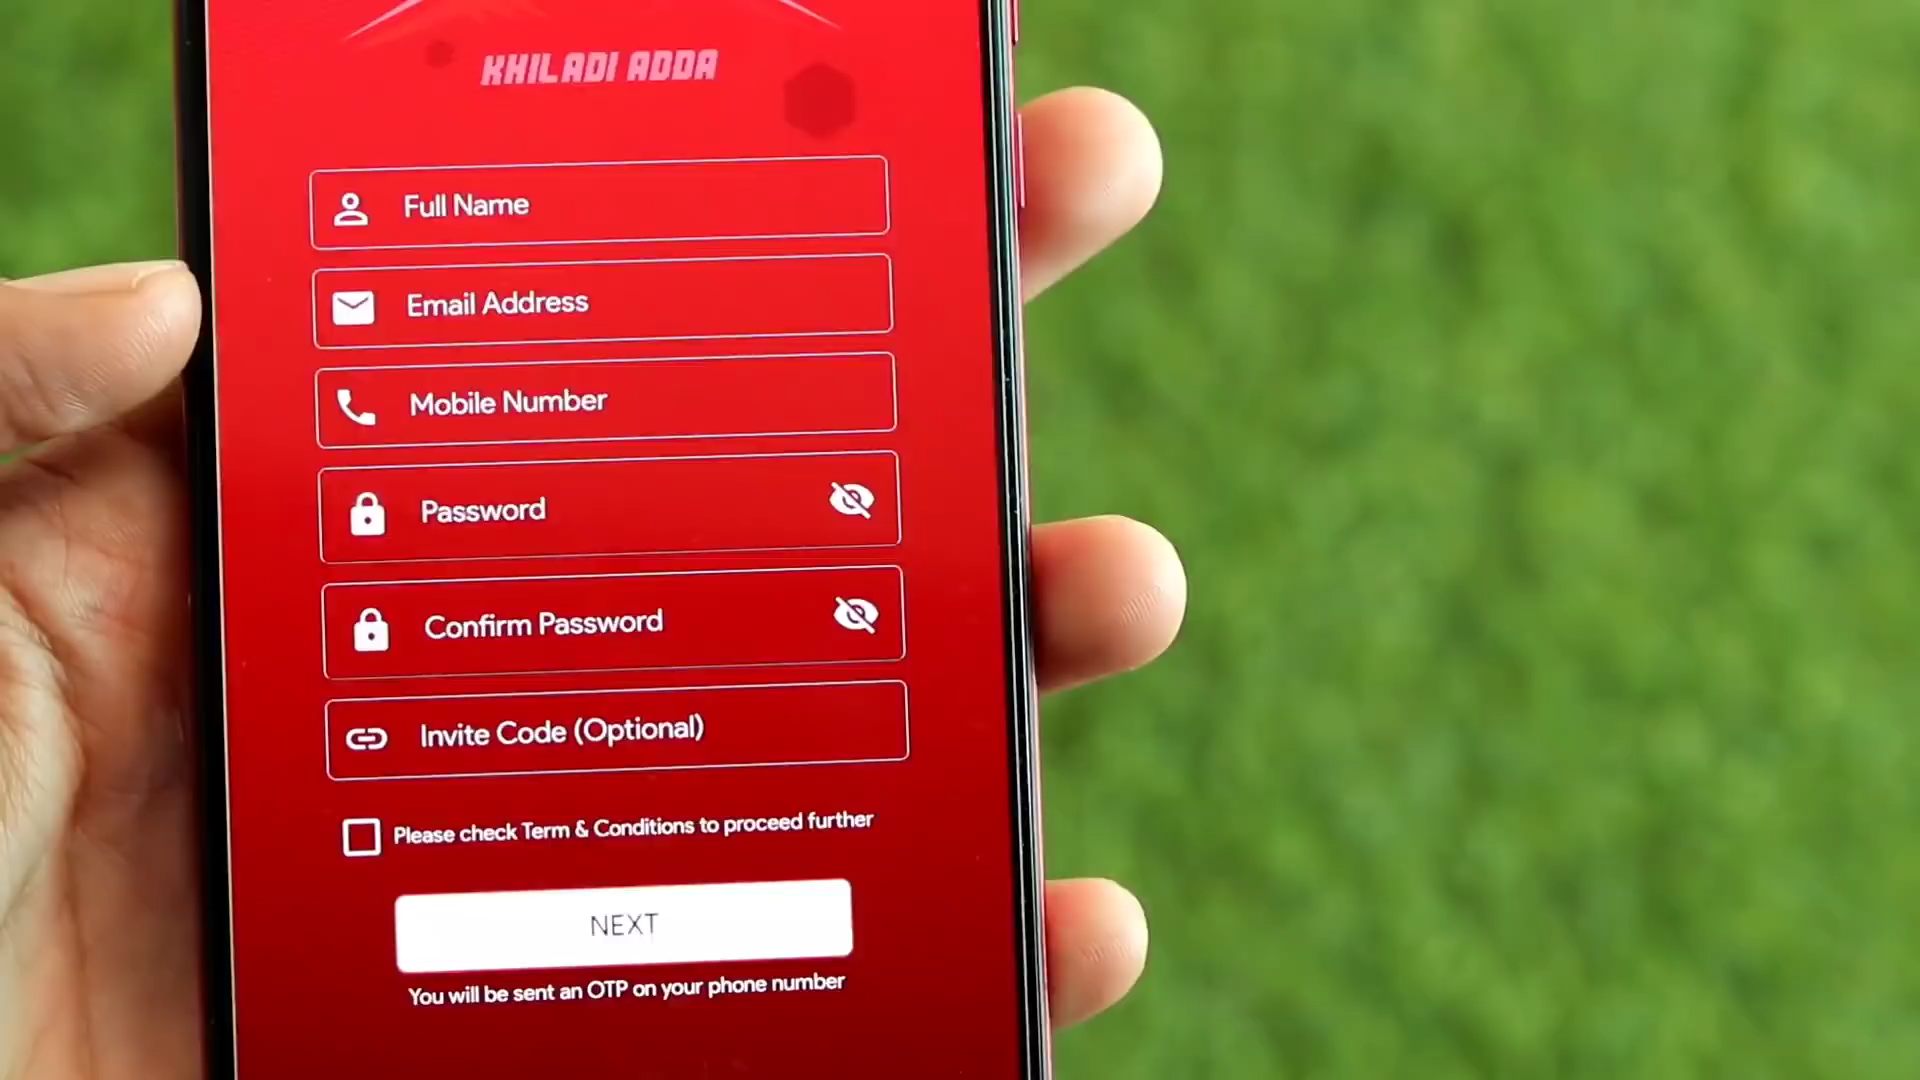 KHILADI ADDA
Full Name
Email Address
Mobile Number
Password
Confirm Password
Invite Code (Optional)
Please check Term & Conditions to proceed further
NEXT
You will be sent an OTP on your phone number